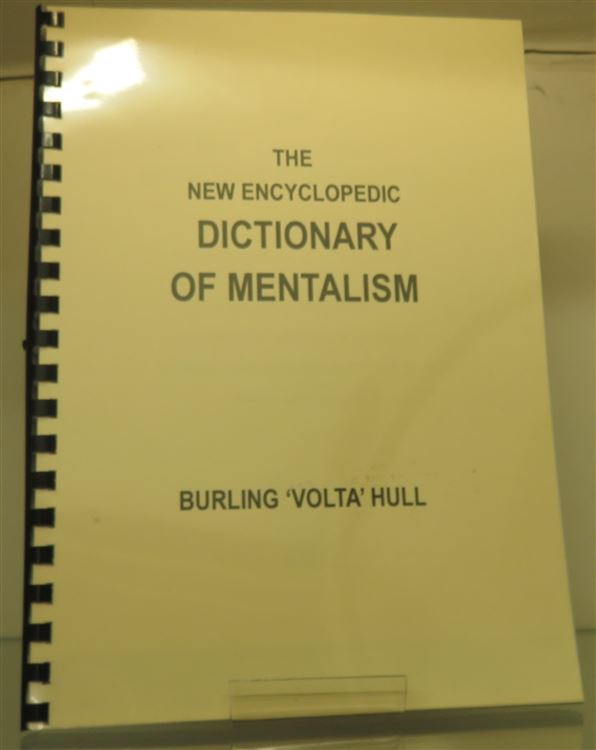 THE
NEW ENCYCLOPEDIC
DICTIONARY
OF MENTALISM
BURLING ‘VOLTA’ HULL